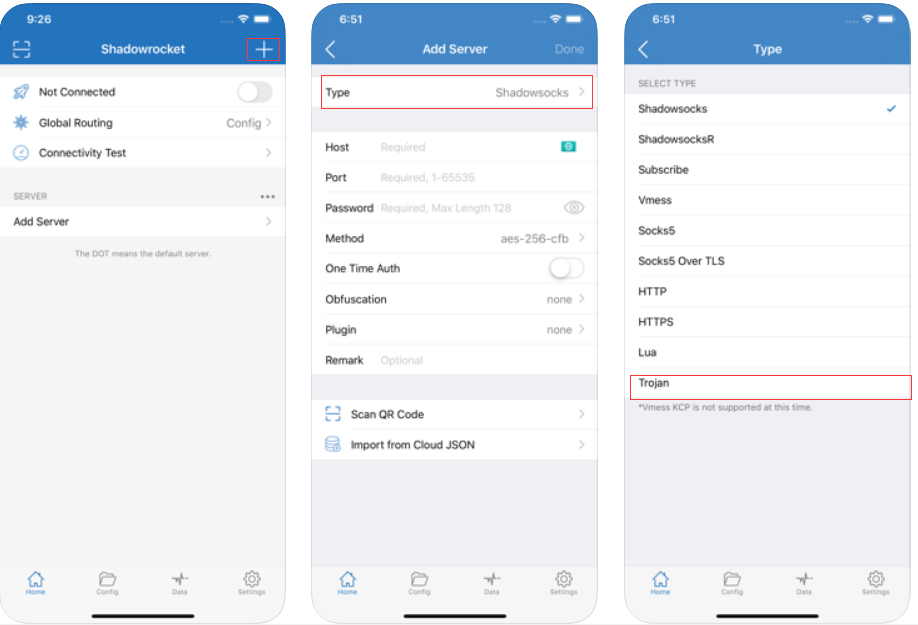 9:26
Shadowrocket
Not Connected
Global Routing Config
Connectivity Test
SERVER
Add Server
The DOT means the default server.
Home Config Data Settings
6:51
Add Server Done
Type Shadowsocks
Host Required
Port Required, 1-65535
Password Required, Max Length 128
Method aes-256-cfb
One Time Auth
Obfuscation none
Plugin none
Remark Optional
Scan QR Code
Import from Cloud JSON
Home Config Data Settings
6:51
Type
SELECT TYPE
Shadowsocks
ShadowsocksR
Subscribe
Vmess
Socks5
Socks5 Over TLS
HTTP
HTTPS
Lua
Trojan
*Vmess KCP is not supported at this time.
Home Config Data Settings